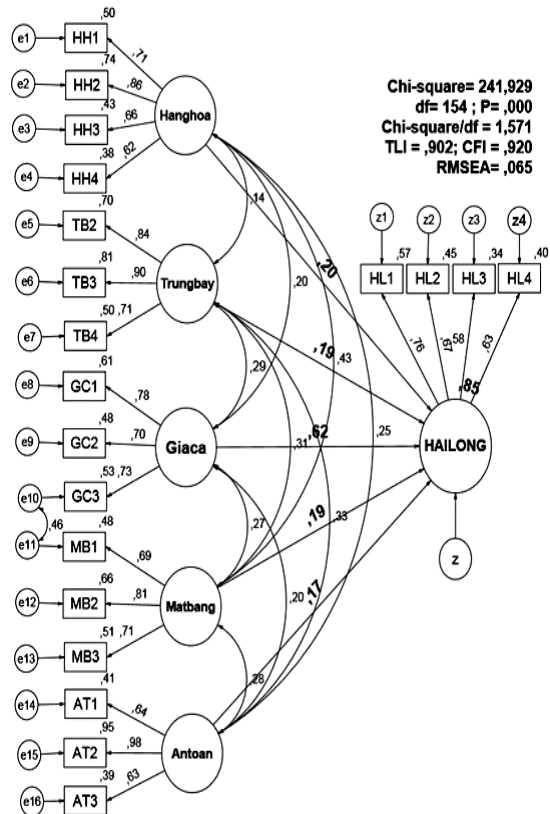 ,50
e1 HH1 ,71
,74
e2 HH2 ,86
,43
e3 HH3 ,66
,38 ,62
e4 HH4
Hanghoa
,70
e5 TB2 ,84
,81
e6 TB3 ,90
,50 ,71
e7 TB4
Trungbay
,61
e8 GC1 ,78
,48
e9 GC2 ,70
,53 ,73
e10 GC3
Giaca
,46
,48
e11 MB1 ,69
,66
e12 MB2 ,81
,51 ,71
e13 MB3
Matbang
,41
e14 AT1 ,64
,95
e15 AT2 ,98
,39 ,63
e16 AT3
Antoan
,14
,20
,20
,29
,19 ,43
,31 ,62
,25
,27
,19 ,33
,20 ,17
,28
Chi-square= 241,929
df= 154 ; P= ,000
Chi-square/df = 1,571
TLI = ,902; CFI = ,920
RMSEA= ,065
z1 z2 z3 z4
,57 ,45 ,34 ,40
HL1 HL2 HL3 HL4
,76 ,67 ,58 ,63
,85
HAILONG
z